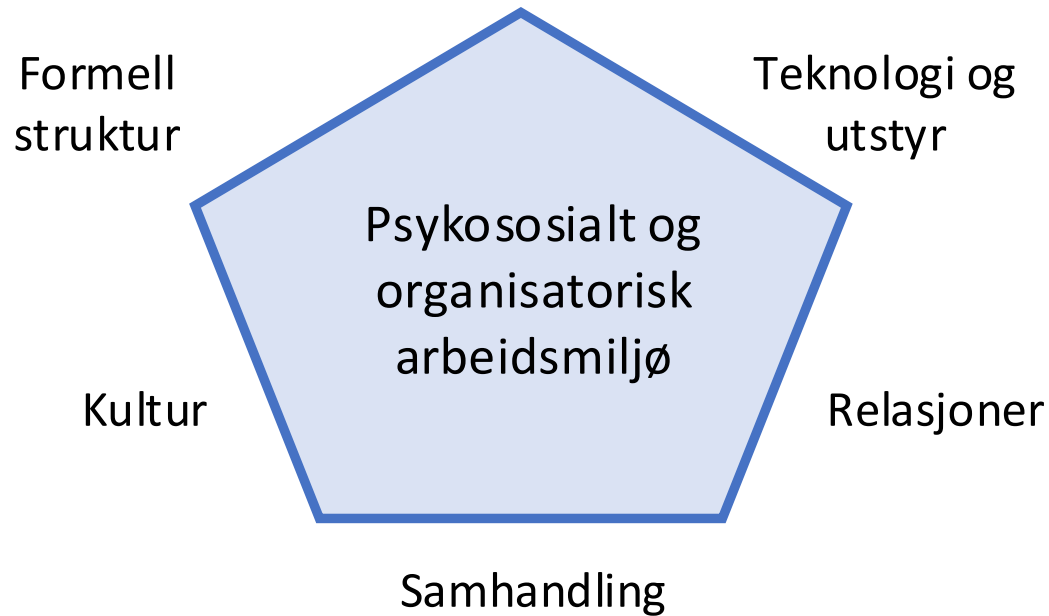 Formell
struktur
Teknologi og
utstyr
Psykososialt og
organisatorisk
arbeidsmiljø
Kultur
Relasjoner
Samhandling